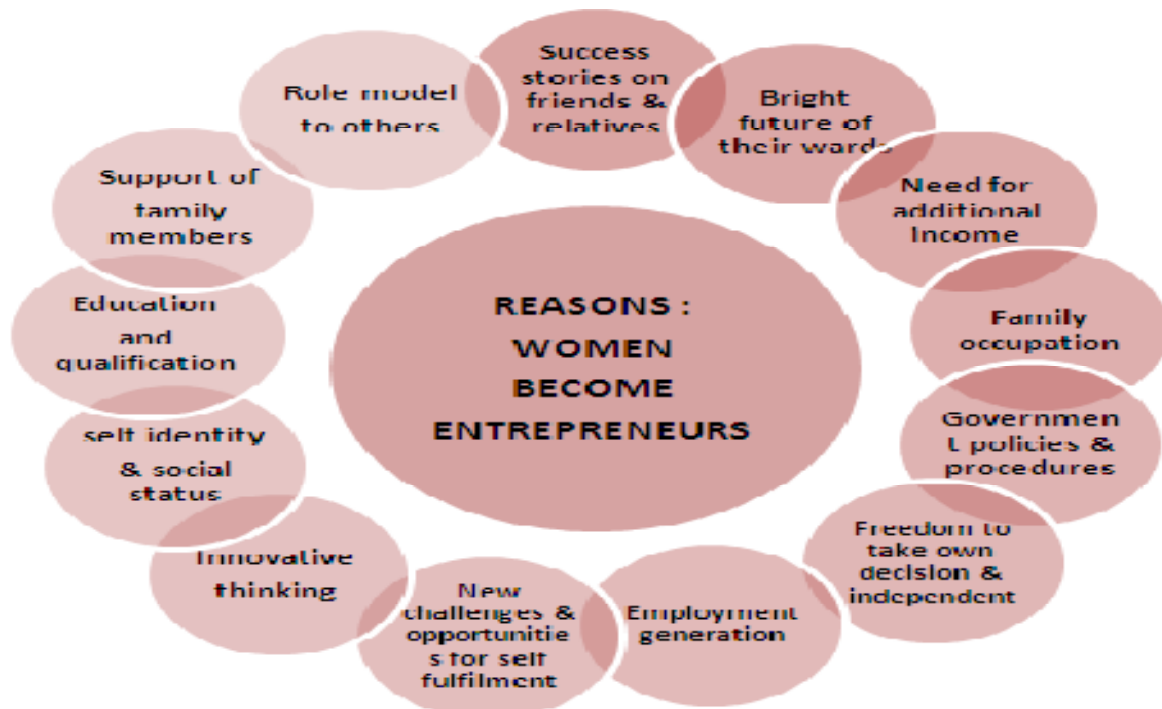 REASONS :
WOMEN
BECOME
ENTREPRENEURS
Success
stories on
friends &
relatives
Bright
future of
their wards
Need for
additional
Income
Family
occupation
Governmen
t policies &
procedures
Freedom to
take own
decision &
independent
Employment
generation
New
challenges &
opportunitie
s for self
fulfilment
Innovative
thinking
self identity
& social
status
Education
and
qualification
Support of
family
members
Role model
to others